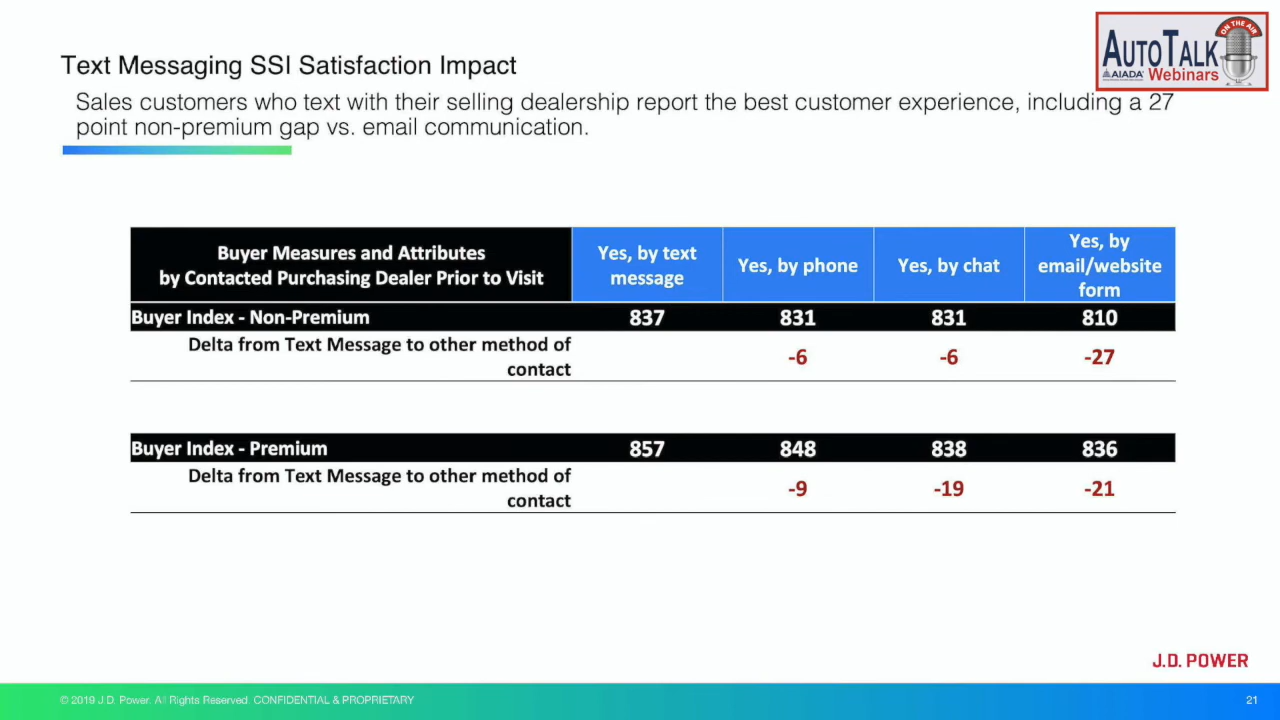 ON THE AIR
AUTOTALK
AIADA Webinars
Text Messaging SSI Satisfaction Impact
Sales customers who text with their selling dealership report the best customer experience, including a 27
point non-premium gap vs. email communication.
Buyer Measures and Attributes
by Contacted Purchasing Dealer Prior to Visit
Yes, by text
message
Yes, by phone
Yes, by chat
Yes, by
email/website
form
Buyer Index - Non-Premium 837 831 831 810
Delta from Text Message to other method of
contact
-6 -6 -27
Buyer Index - Premium 857 848 838 836
Delta from Text Message to other method of
contact
-9 -19 -21
J.D. POWER
© 2019 J.D. Power. All Rights Reserved. CONFIDENTIAL & PROPRIETARY
21